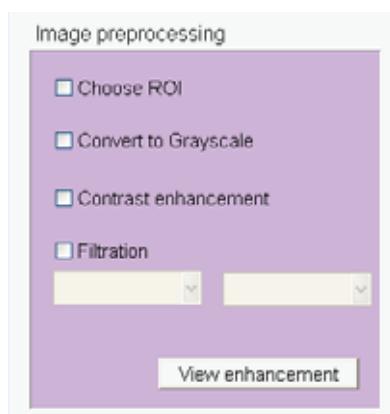 Image preprocessing
Choose ROI
Convert to Grayscale
Contrast enhancement
Filtration
View enhancement